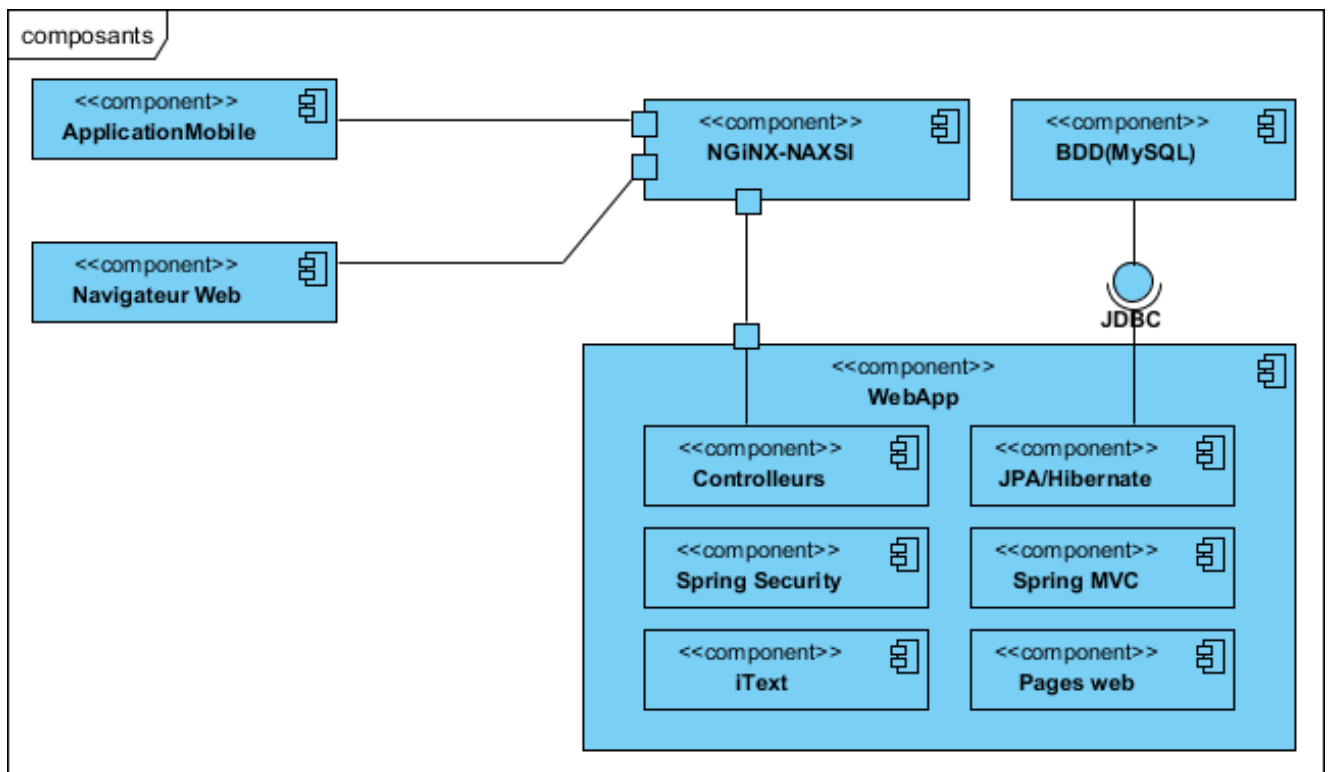 composants
<<component>>
ApplicationMobile
<<component>>
NGiNX-NAXSI
<<component>>
BDD(MySQL)
<<component>>
Navigateur Web
JDBC
<<component>>
WebApp
<<component>>
Controlleurs
<<component>>
JPA/Hibernate
<<component>>
Spring Security
<<component>>
Spring MVC
<<component>>
iText
<<component>>
Pages web